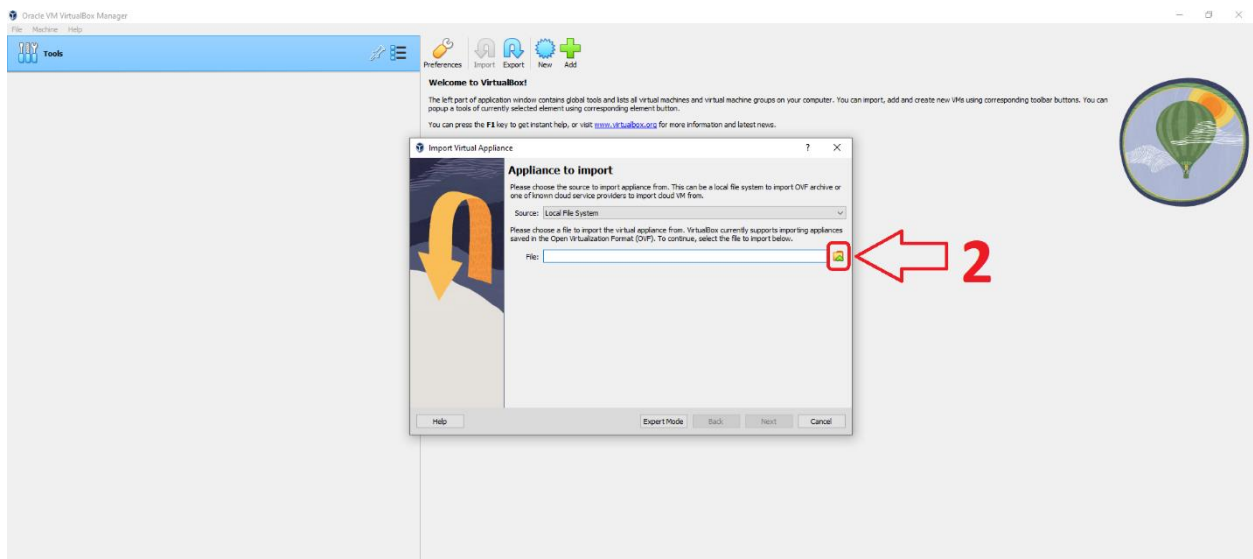 Oracle VM VirtualBox Manager
File Machine Help
Tools
Preferences Import Export New Add
Welcome to VirtualBox!
The left part of application window contains global tools and lists all virtual machines and virtual machine groups on your computer. You can import, add and create new VMs using corresponding toolbar buttons. You can
popup a tools of currently selected element using corresponding element button.
You can press the F1 key to get instant help, or visit www.virtualbox.org for more information and latest news.
Import Virtual Appliance ?
Appliance to import
Please choose the source to import appliance from. This can be a local file system to import OVF archive or
one of known cloud service providers to import cloud VM from.
Source: Local File System
Please choose a file to import the virtual appliance from. VirtualBox currently supports importing appliances
saved in the Open Virtualization Format (OVF). To continue, select the file to import below.
File:
2
Help Expert Mode Back Next Cancel